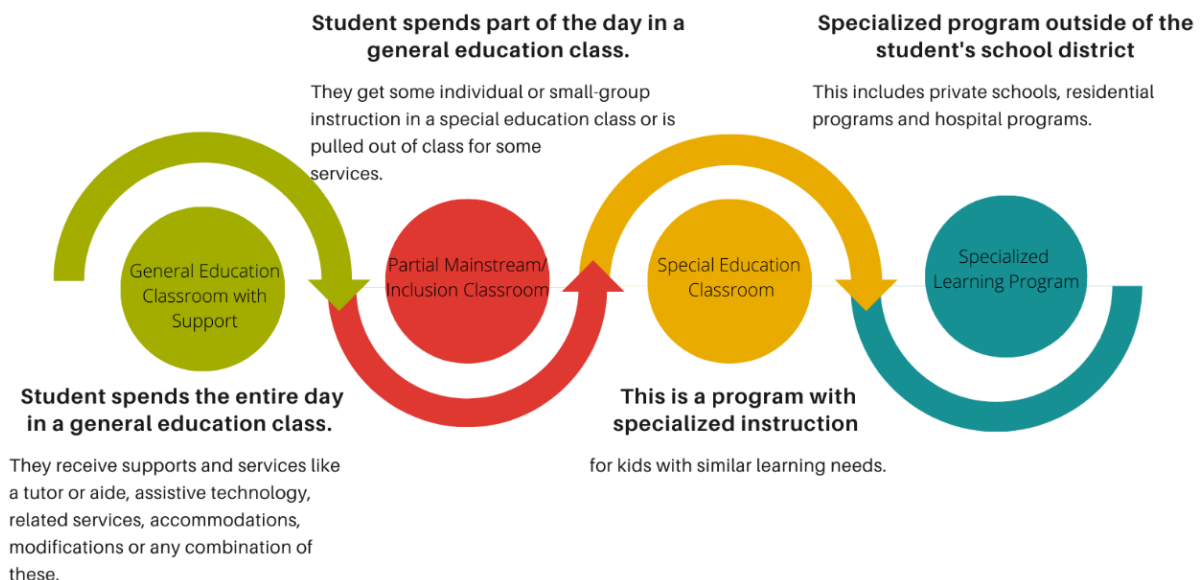 General Education
Classroom with
Support
Student spends the entire day
in a general education class.
They receive supports and services like
a tutor or aide, assistive technology,
related services, accommodations,
modifications or any combination of
these.
Student spends part of the day in a
general education class.
They get some individual or small-group
instruction in a special education class or is
pulled out of class for some
services.
Partial Mainstream/
Inclusion Classroom
Special Education
Classroom
This is a program with
specialized instruction
for kids with similar learning needs.
Specialized program outside of the
student's school district
This includes private schools, residential
programs and hospital programs.
Specialized
Learning Program